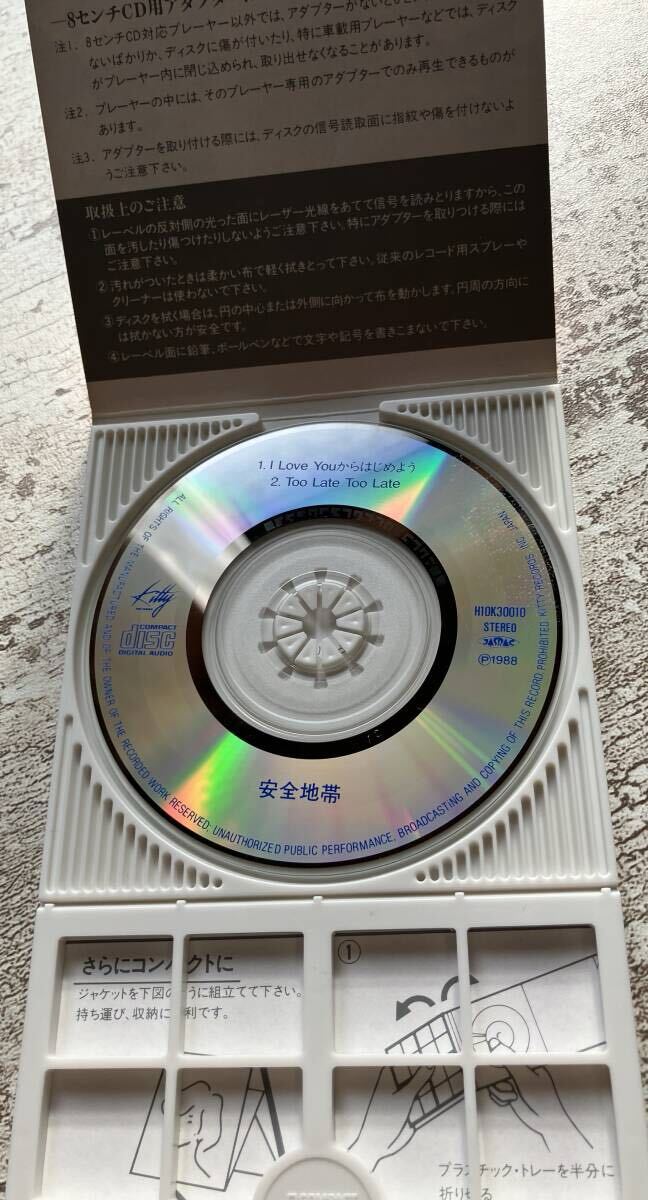 ―8センチCD用アダプター
注1. 8センチCD対応プレーヤー以外では、アダプターがないと
ないばかりか、ディスクに傷が付いたり、特に車載用プレーヤーなどでは、ディスク
がプレーヤー内に閉じ込められ、取り出せなくなることがあります。
注2. プレーヤーの中には、そのプレーヤー専用のアダプターでのみ再生できるものが
あります。
注3. アダプターを取り付ける際には、ディスクの信号読取面に指紋や傷を付けないよ
うご注意下さい。
取扱上のご注意
①レーベルの反対側の光った面にレーザー光線をあてて信号を読みとりますから、この
面を汚したり傷つけたりしないようご注意下さい。特にアダプターを取りつける際には
ご注意下さい。
②汚れがついたときは柔かい布で軽く拭きとって下さい。従来のレコード用スプレーや
クリーナーは使わないで下さい。
③ディスクを拭く場合は、円の中心または外側に向かって布を動かします。円周の方向に
は拭かない方が安全です。
④レーベル面に鉛筆、ボールペンなどで文字や記号を書きこまないで下さい。
1. I Love Youからはじめよう
2. Too Late Too Late
Kitty
COMPACT
disc
DIGITAL AUDIO
H10K30010
STEREO
JASRAC
Ⓟ1988
安全地帯
ALL RIGHTS OF THE MANUFACTURED AND OF THE OWNER OF THE RECORDED WORK RESERVED; UNAUTHORIZED PUBLIC PERFORMANCE, BROADCASTING AND COPYING OF THIS RECORD PROHIBITED KITTY RECORDS INC. JAPAN
さらにコンパクトに
①
ジャケットを下図のように組立てて下さい。
持ち運び、収納に便利です。
プラスチック・トレーを半分に
折りせる